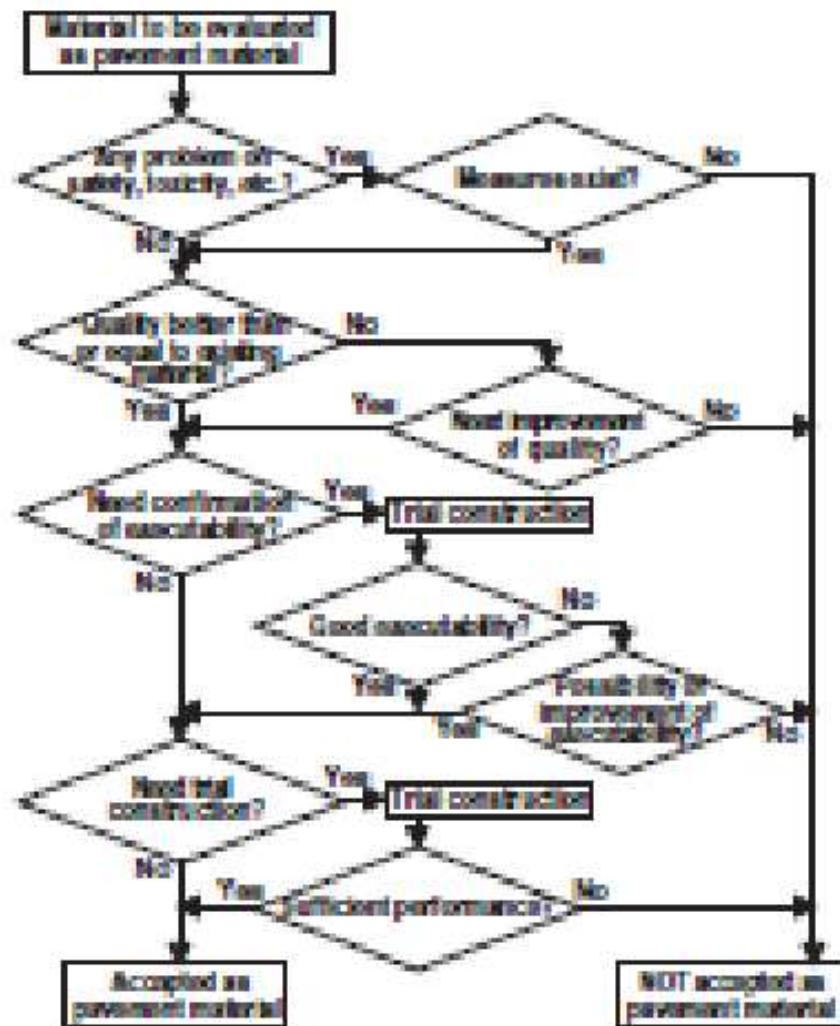 Material to be evaluated
as pavement material
Any problem of
safety, toxicity, etc.?
Yes
No
Measures exist?
No
Yes
Quality better than
or equal to existing
material?
No
Yes
Yes
Need improvement
of quality?
No
Need confirmation
of executability?
Yes
Trial construction
No
Good executability?
No
Yes
Possibility of
improvement of
executability?
Yes
No
Need trial
construction?
Yes
Trial construction
No
Yes
Sufficient performance?
No
Accepted as
pavement material
NOT accepted as
pavement material